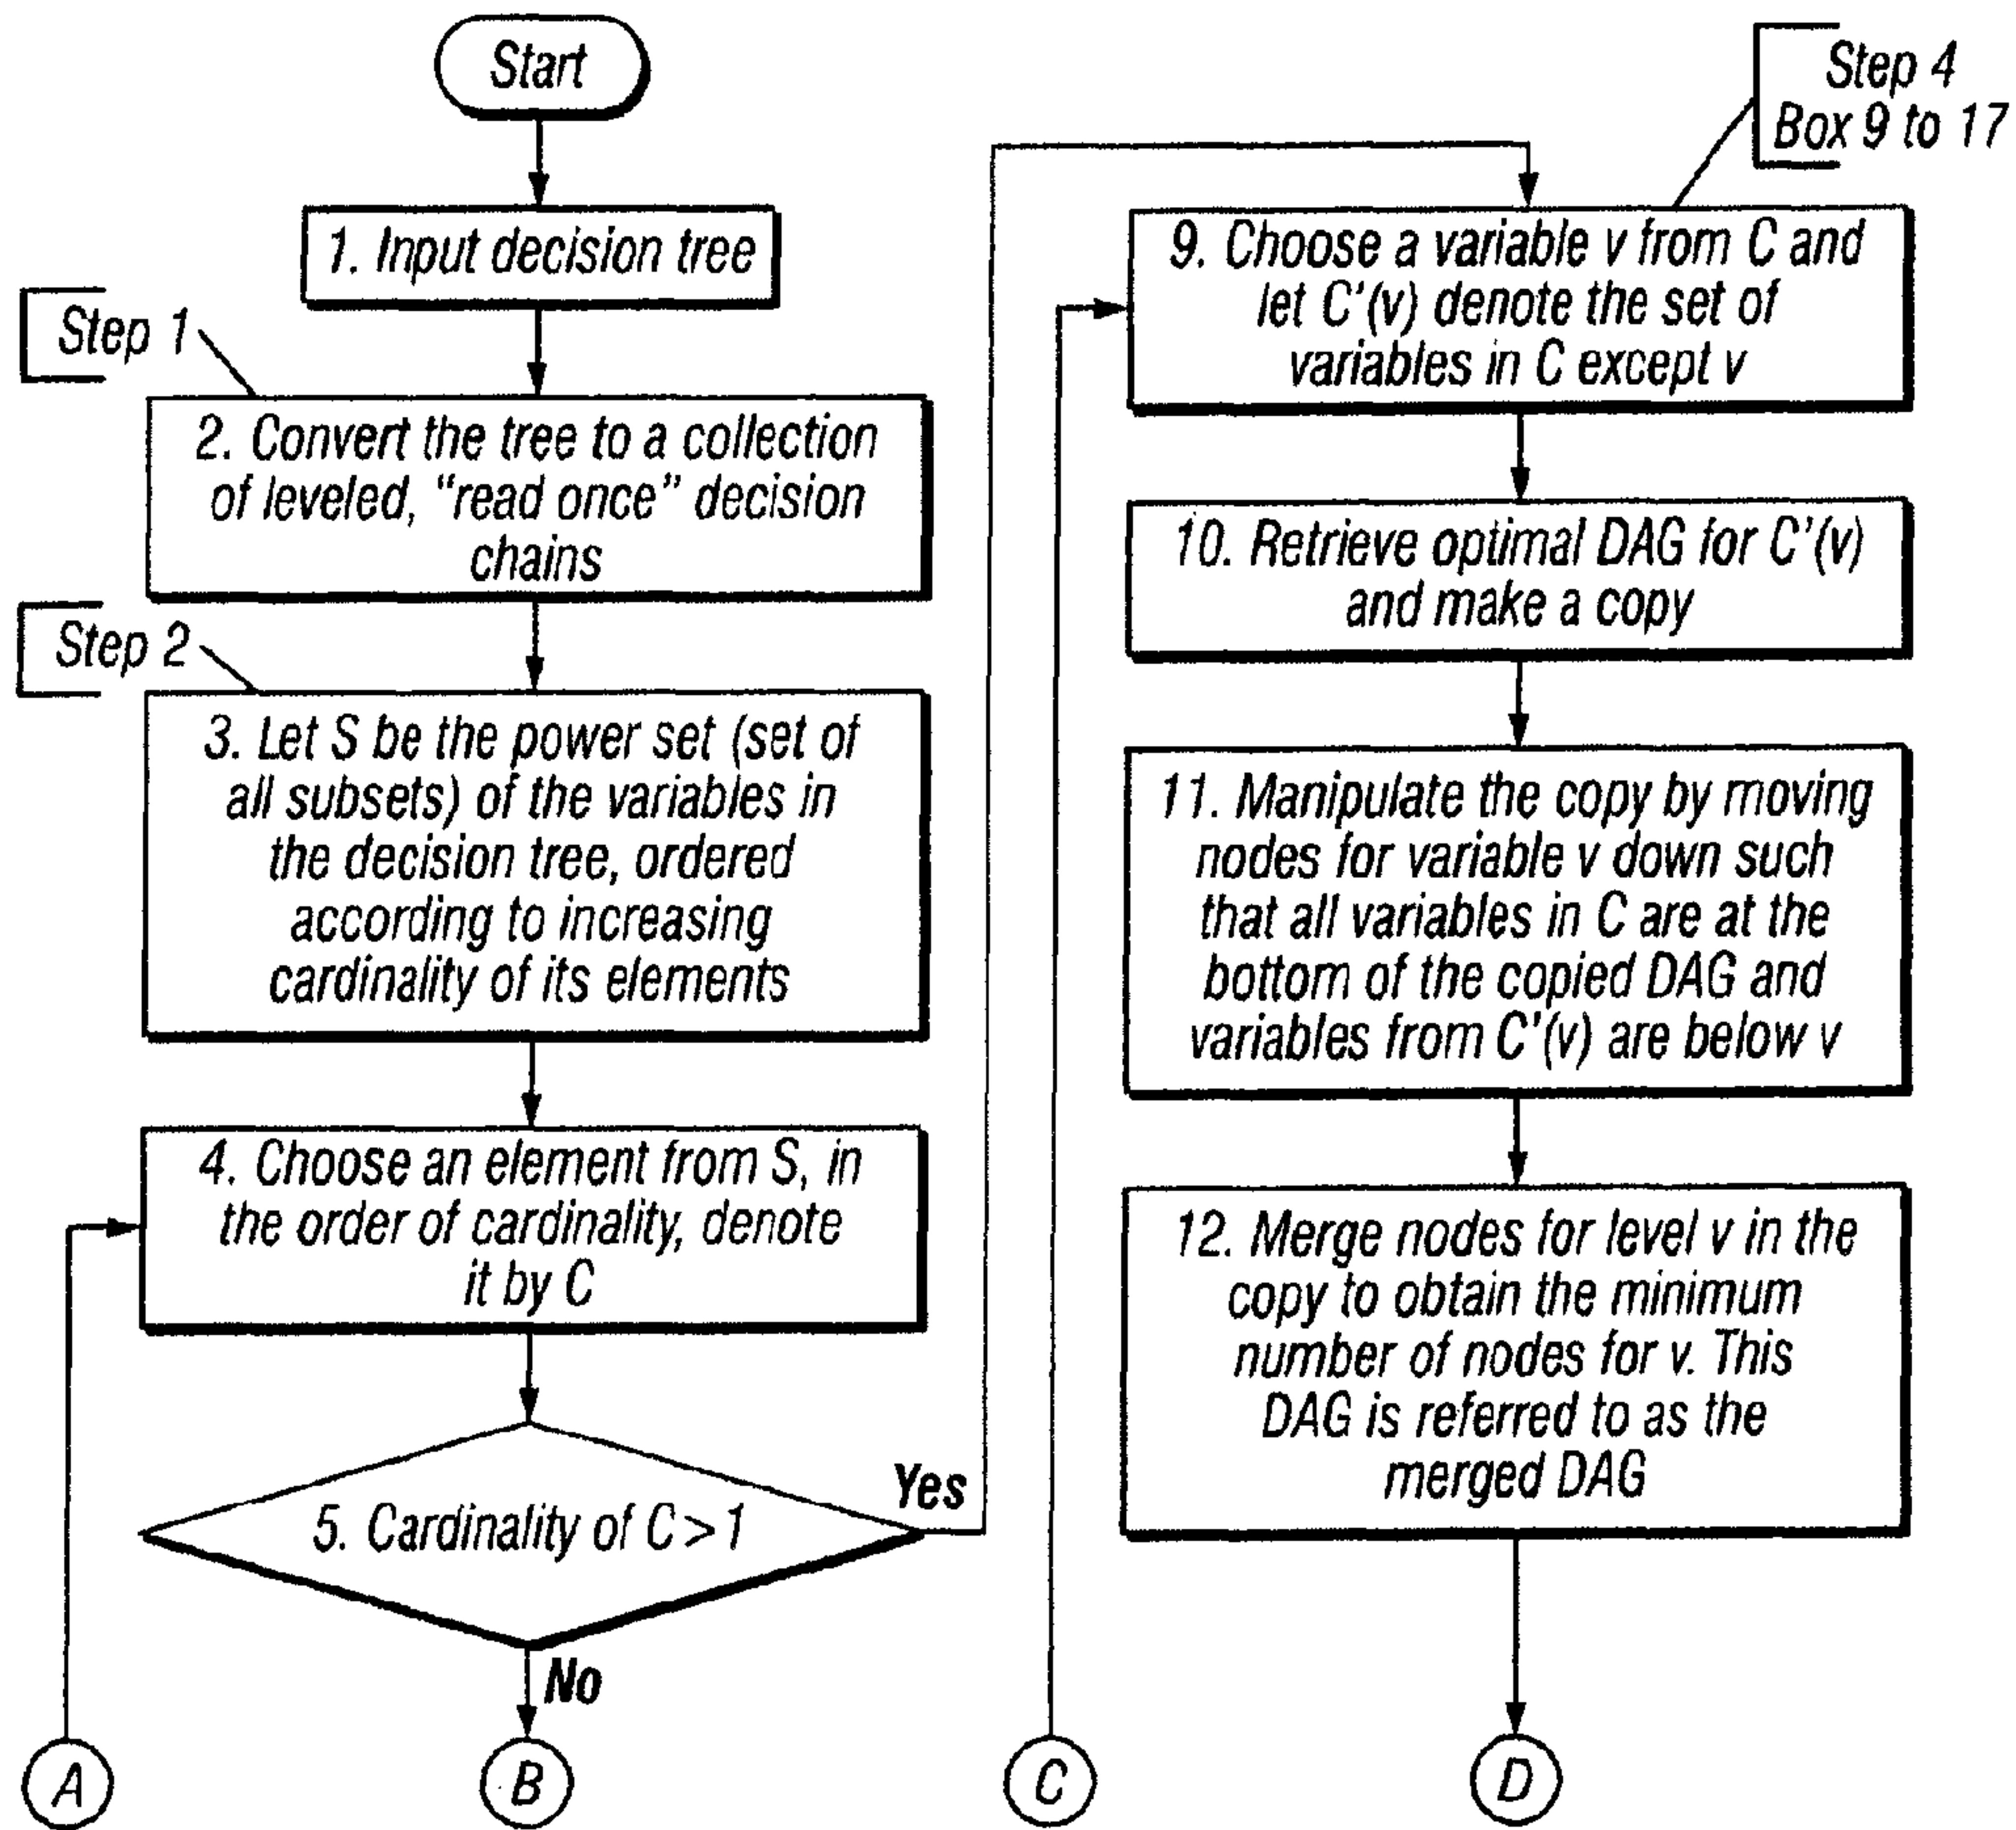 Start
1. Input decision tree
Step 1
2. Convert the tree to a collection
of leveled, “read once” decision
chains
Step 2
3. Let S be the power set (set of
all subsets) of the variables in
the decision tree, ordered
according to increasing
cardinality of its elements
4. Choose an element from S, in
the order of cardinality, denote
it by C
5. Cardinality of C > 1
Yes
No
A
B
Step 4
Box 9 to 17
9. Choose a variable v from C and
let C’(v) denote the set of
variables in C except v
10. Retrieve optimal DAG for C’(v)
and make a copy
11. Manipulate the copy by moving
nodes for variable v down such
that all variables in C are at the
bottom of the copied DAG and
variables from C’(v) are below v
12. Merge nodes for level v in the
copy to obtain the minimum
number of nodes for v. This
DAG is referred to as the
merged DAG
C
D